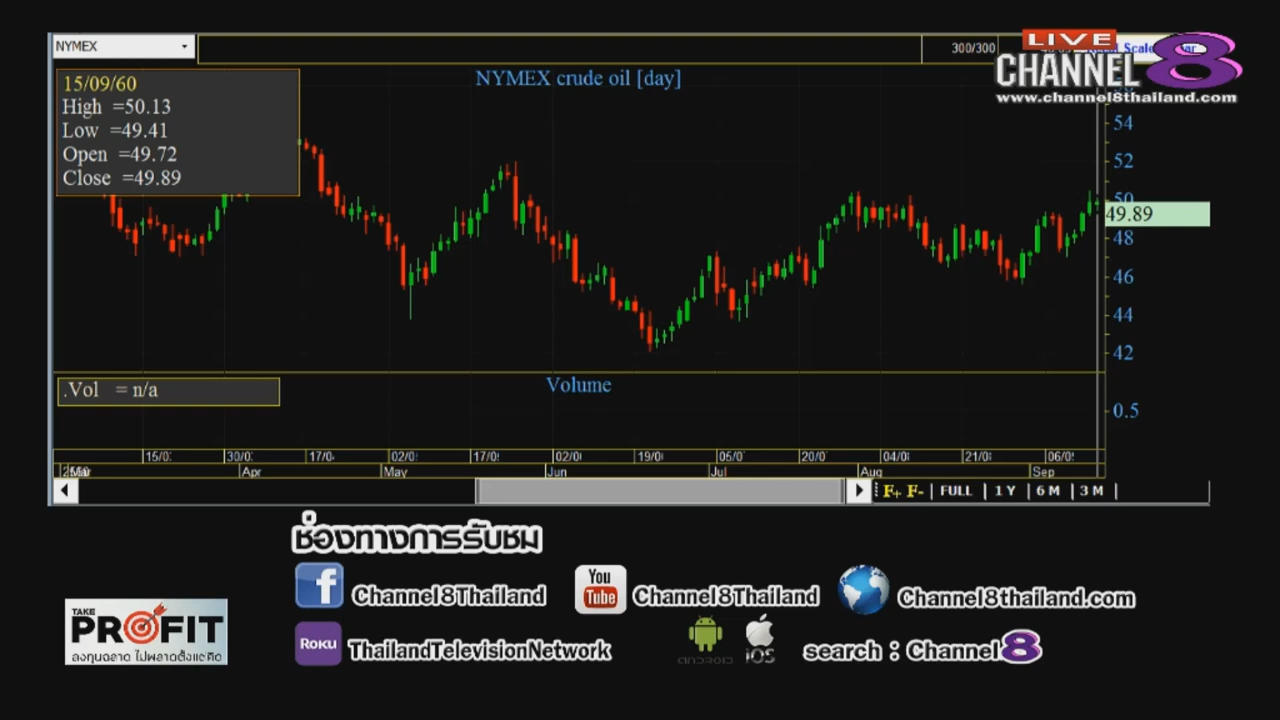 NYMEX
300/300
LIVE
CHANNEL 8
www.channel8thailand.com
15/09/60
High =50.13
Low =49.41
Open =49.72
Close =49.89
NYMEX crude oil [day]
54
52
50
49.89
48
46
44
42
.Vol = n/a
Volume
0.5
15/0
30/0
17/0
02/0
17/0
02/0
19/0
05/0
20/0
04/0
21/0
06/0
Mar
Apr
May
Jun
Jul
Aug
Sep
F+ F- FULL 1Y 6M 3M
ช่องทางการรับชม
f Channel8Thailand
You Tube Channel8Thailand
Channel8thailand.com
TAKE
PROFIT
ลงทุนฉลาด ไม่พลาดตั้งแต่คิด
ROKU ThailandTelevisionNetwork
android
iOS
search : Channel8